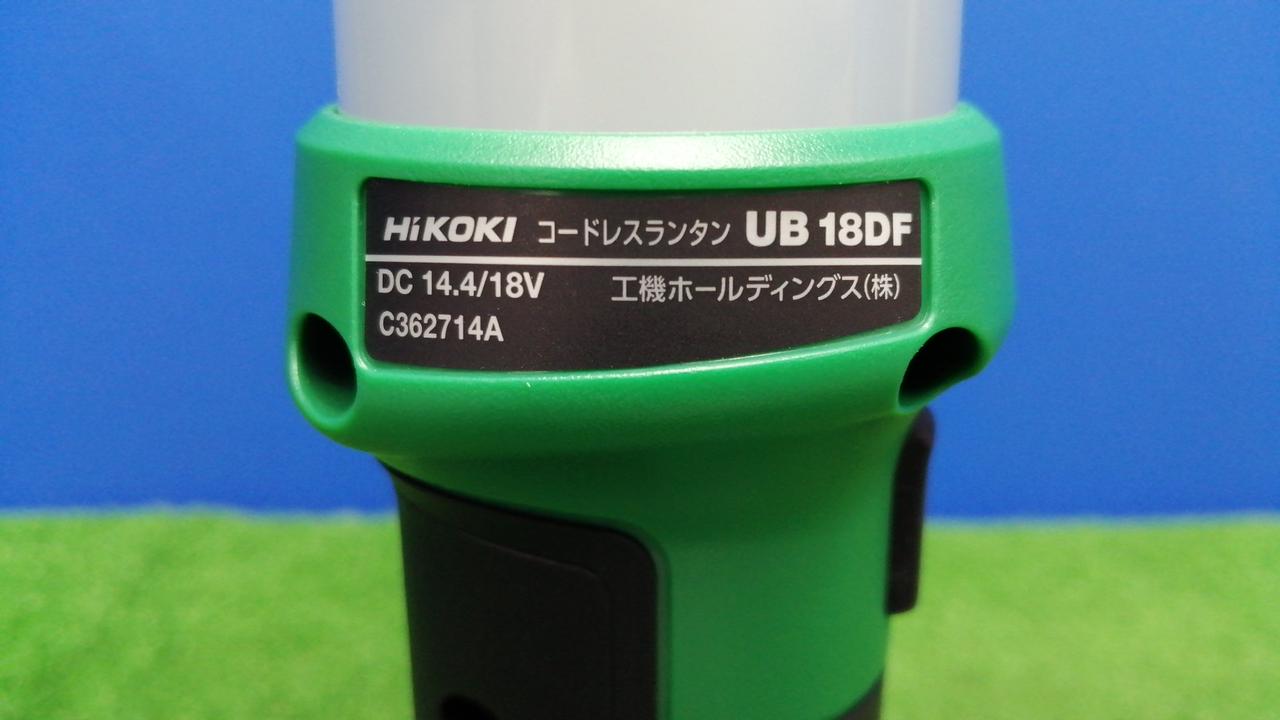 HiKOKI コードレスランタン UB 18DF
DC 14.4/18V 工機ホールディングス(株)
C362714A